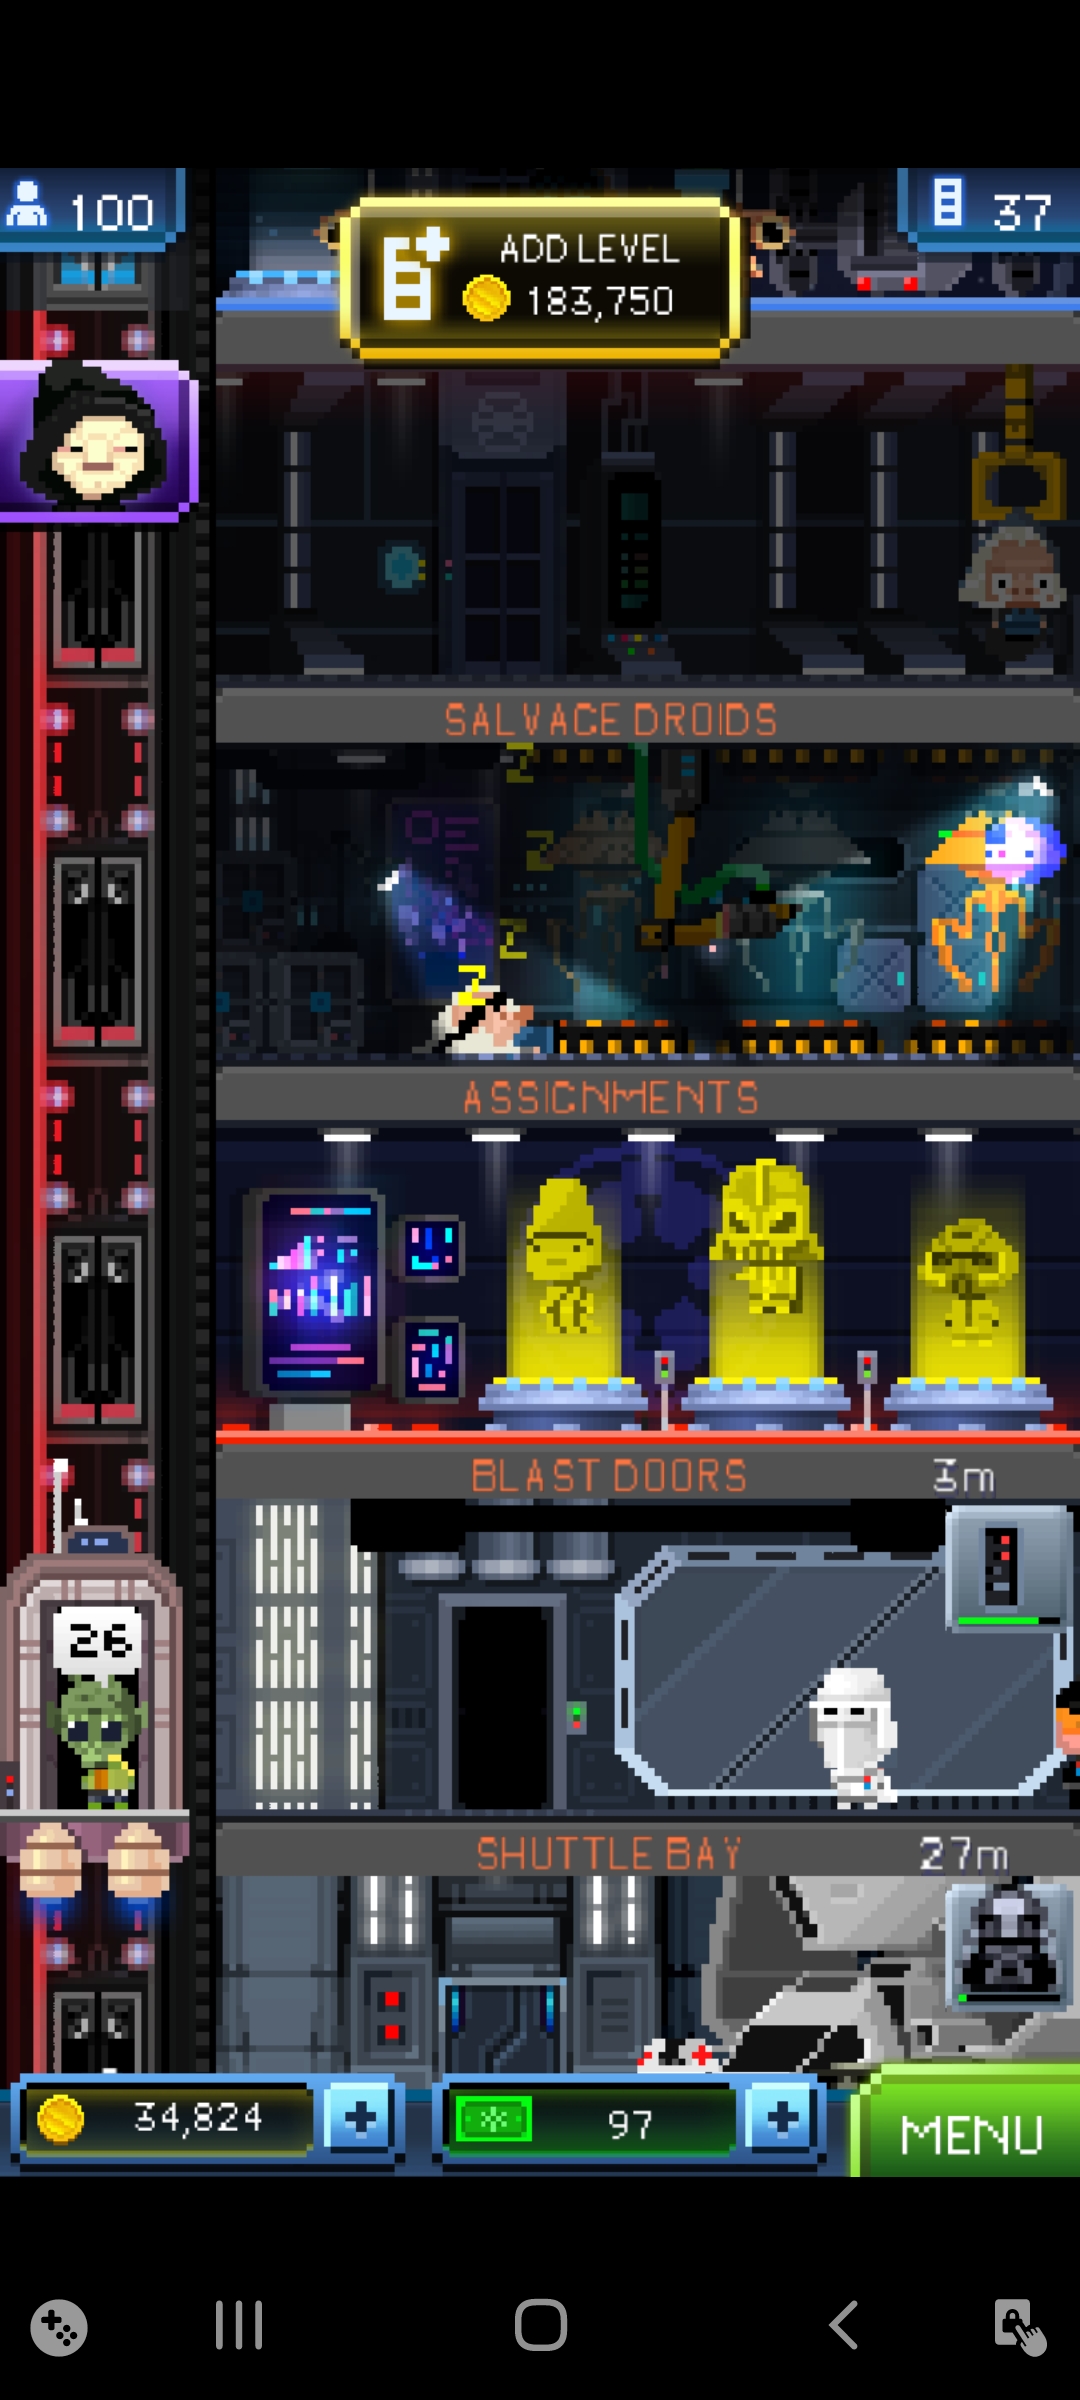 100
37
ADD LEVEL
183,750
SALVAGE DROIDS
Z
Z
Z
Z
ASSIGNMENTS
BLAST DOORS 3m
26
SHUTTLE BAY 27m
34,824
97
MENU